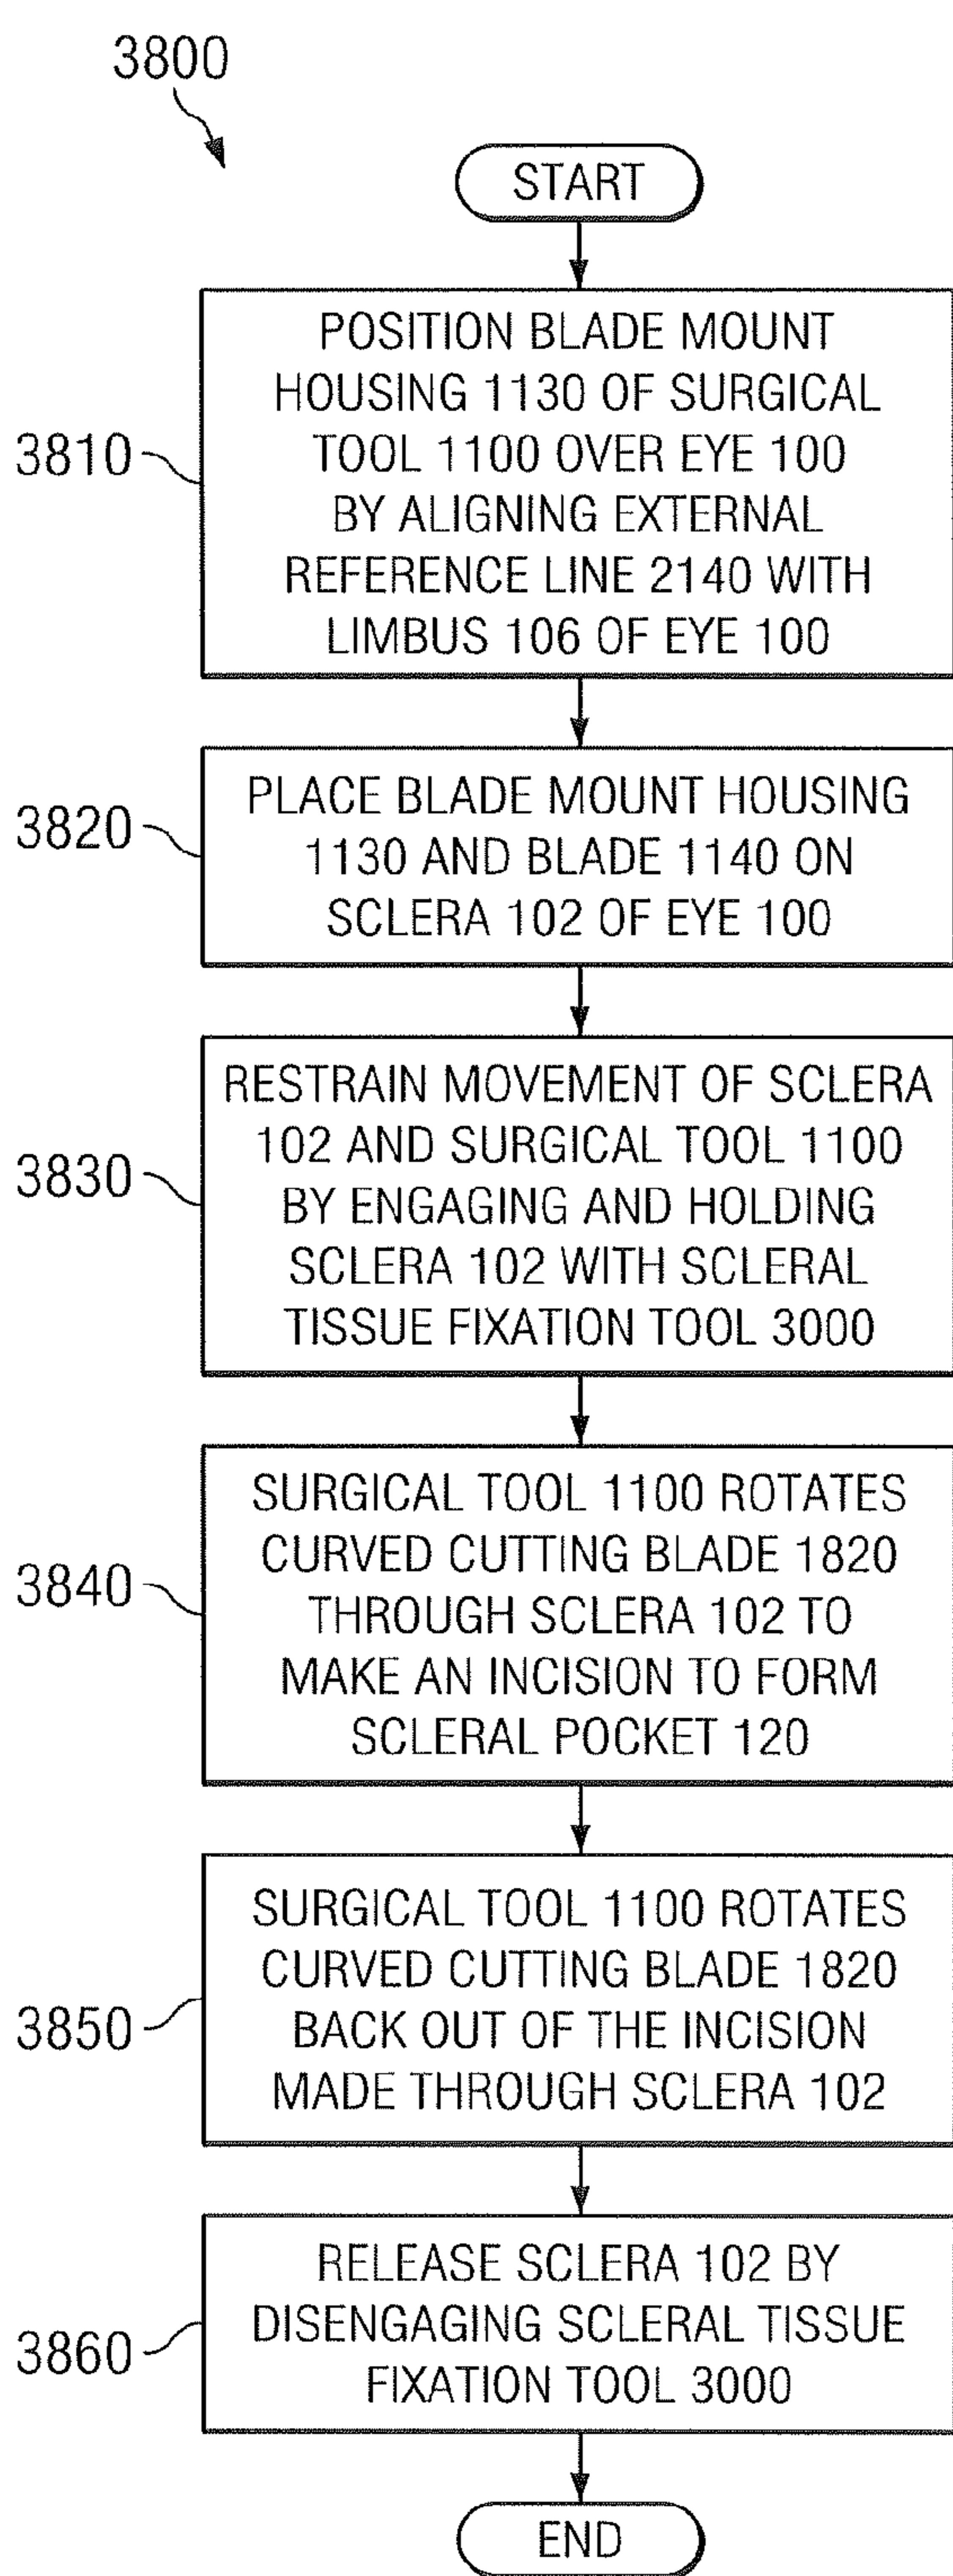 3800
START
3810
POSITION BLADE MOUNT
HOUSING 1130 OF SURGICAL
TOOL 1100 OVER EYE 100
BY ALIGNING EXTERNAL
REFERENCE LINE 2140 WITH
LIMBUS 106 OF EYE 100
3820
PLACE BLADE MOUNT HOUSING
1130 AND BLADE 1140 ON
SCLERA 102 OF EYE 100
3830
RESTRAIN MOVEMENT OF SCLERA
102 AND SURGICAL TOOL 1100
BY ENGAGING AND HOLDING
SCLERA 102 WITH SCLERAL
TISSUE FIXATION TOOL 3000
3840
SURGICAL TOOL 1100 ROTATES
CURVED CUTTING BLADE 1820
THROUGH SCLERA 102 TO
MAKE AN INCISION TO FORM
SCLERAL POCKET 120
3850
SURGICAL TOOL 1100 ROTATES
CURVED CUTTING BLADE 1820
BACK OUT OF THE INCISION
MADE THROUGH SCLERA 102
3860
RELEASE SCLERA 102 BY
DISENGAGING SCLERAL TISSUE
FIXATION TOOL 3000
END